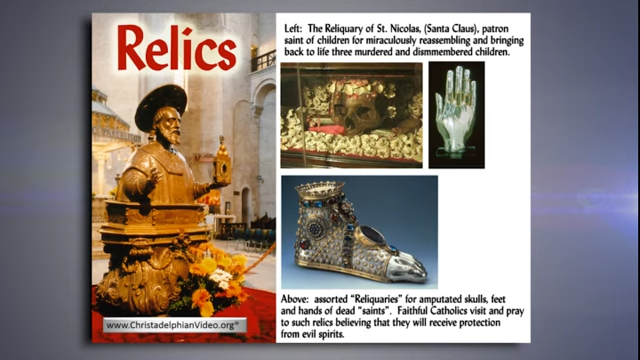 Relics
Left: The Reliquary of St. Nicolas, (Santa Claus), patron
saint of children for miraculously reassembling and bringing
back to life three murdered and dismmembered children.
Above: assorted "Reliquaries" for amputated skulls, feet
and hands of dead "saints". Faithful Catholics visit and pray
to such relics believing that they will receive protection
from evil spirits.
www.ChristadelphianVideo.org®